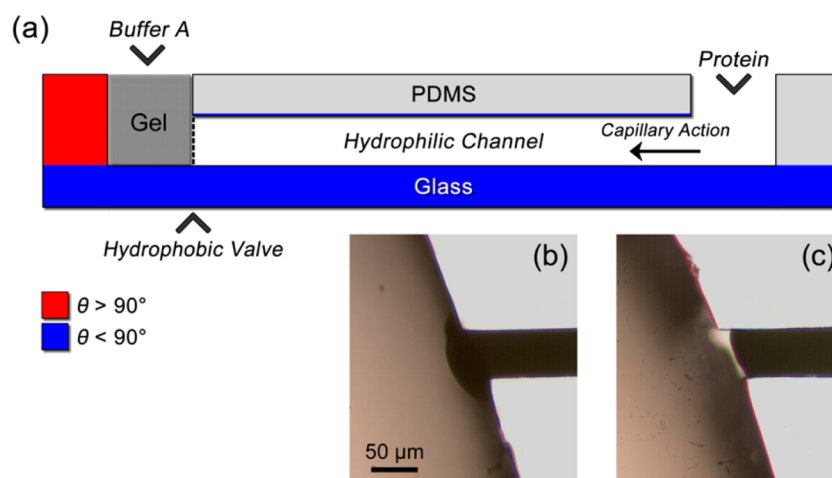 (a)
Buffer A
Protein
PDMS
Gel
Capillary Action
Hydrophilic Channel
Glass
Hydrophobic Valve
(b)
(c)
θ > 90°
θ < 90°
50 μm